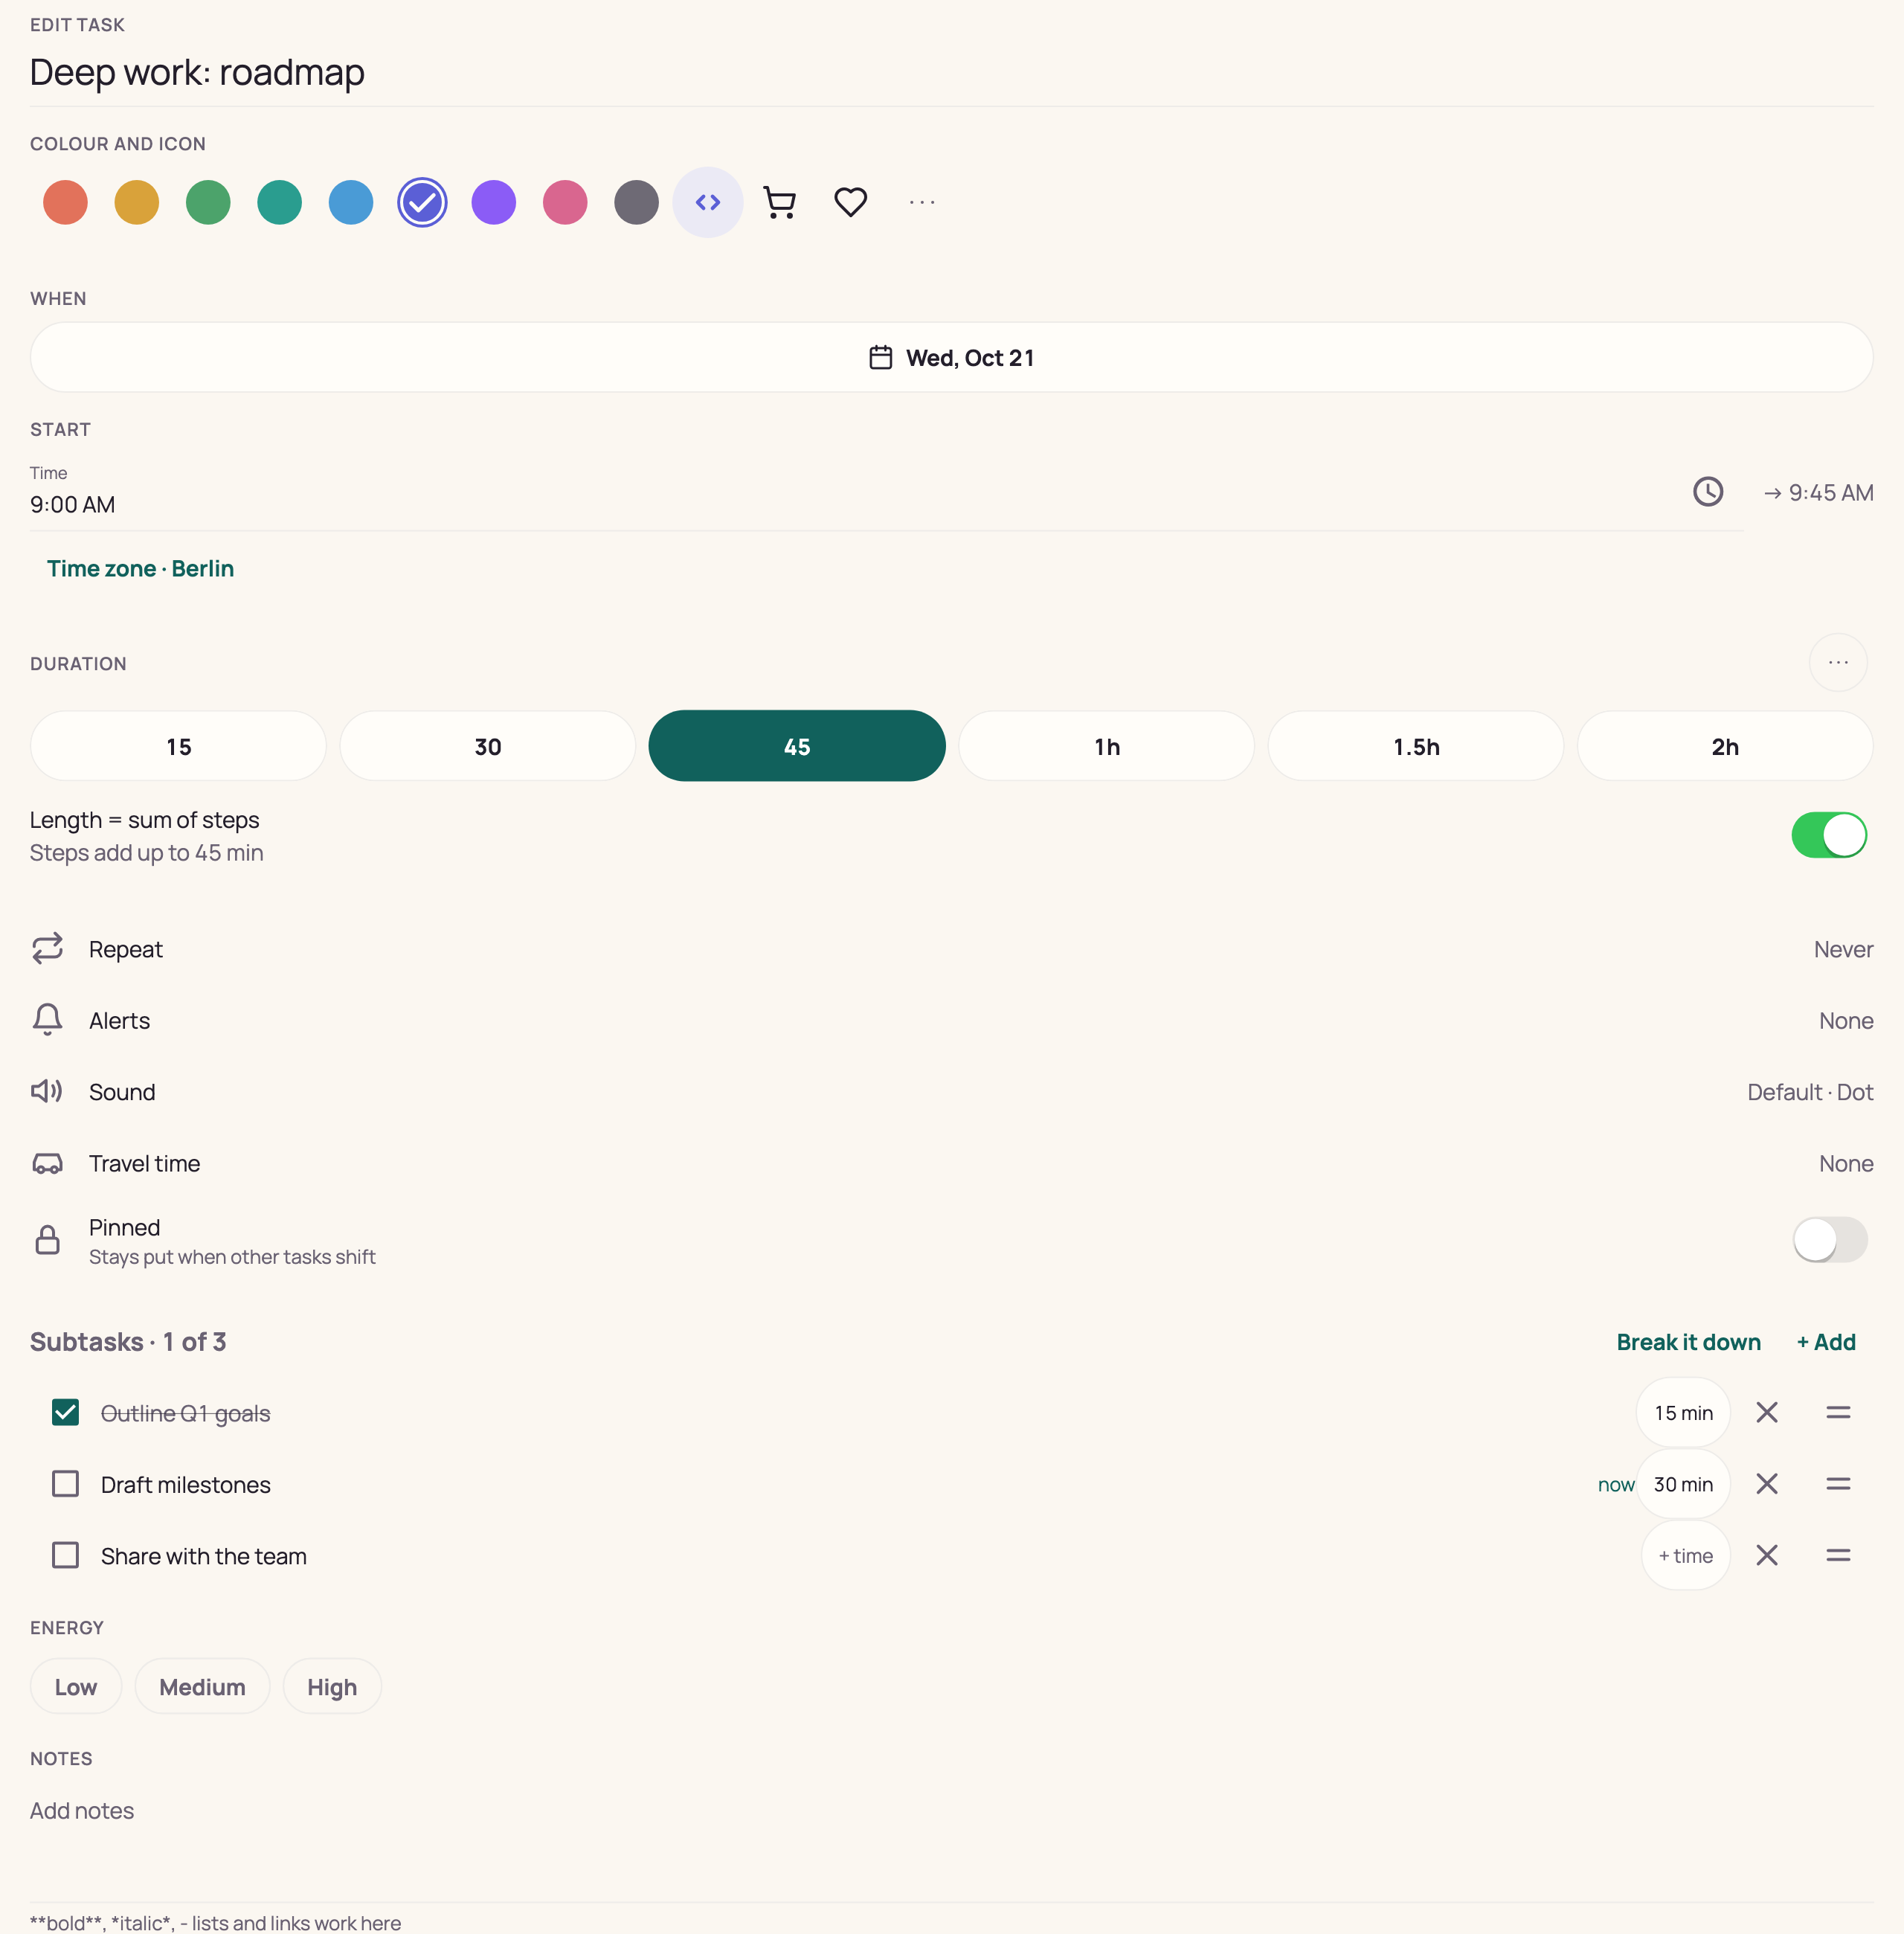 EDIT TASK
Deep work: roadmap
COLOUR AND ICON
...
WHEN
Wed, Oct 21
START
Time
9:00 AM
→ 9:45 AM
Time zone · Berlin
DURATION
...
15
30
45
1h
1.5h
2h
Length = sum of steps
Steps add up to 45 min
Repeat
Never
Alerts
None
Sound
Default · Dot
Travel time
None
Pinned
Stays put when other tasks shift
Subtasks · 1 of 3
Break it down
+ Add
Outline Q1 goals
15 min
Draft milestones
now
30 min
Share with the team
+ time
ENERGY
Low
Medium
High
NOTES
Add notes
**bold**, *italic*, - lists and links work here